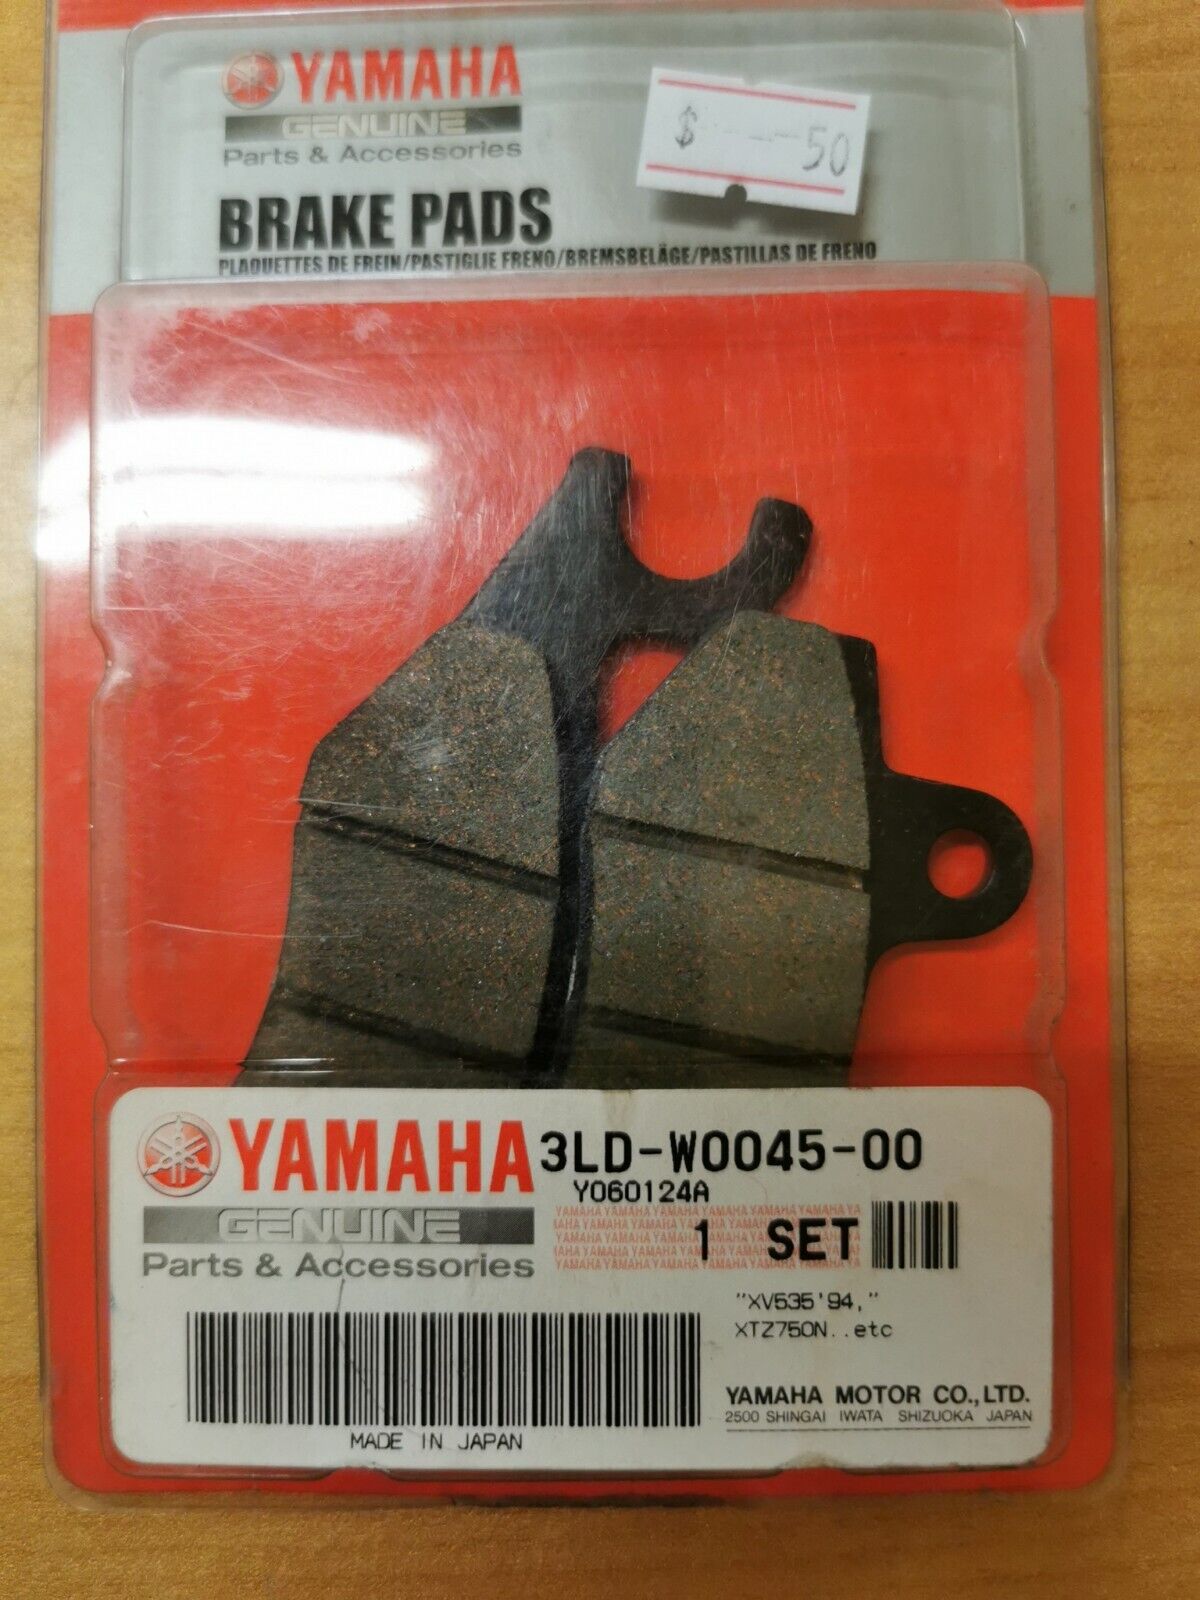 YAMAHA
GENUINE
Parts & Accessories
$ ----50
BRAKE PADS
PLAQUETTES DE FREIN/PASTIGLIE FRENO/BREMSBELÄGE/PASTILLAS DE FRENO
YAMAHA 3LD-W0045-00
Y060124A
GENUINE
1 SET
Parts & Accessories
"XV535'94,"
XTZ750N..etc
YAMAHA MOTOR CO.,LTD.
2500 SHINGAI IWATA SHIZUOKA JAPAN
MADE IN JAPAN